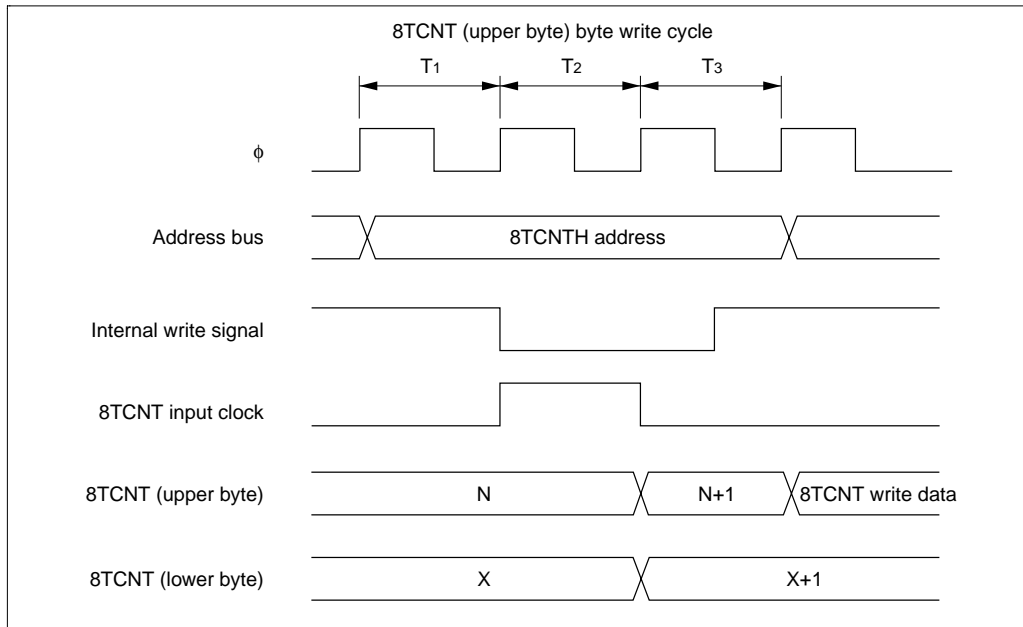 8TCNT (upper byte) byte write cycle
T1 T2 T3
ϕ
Address bus 8TCNTH address
Internal write signal
8TCNT input clock
8TCNT (upper byte) N N+1 8TCNT write data
8TCNT (lower byte) X X+1